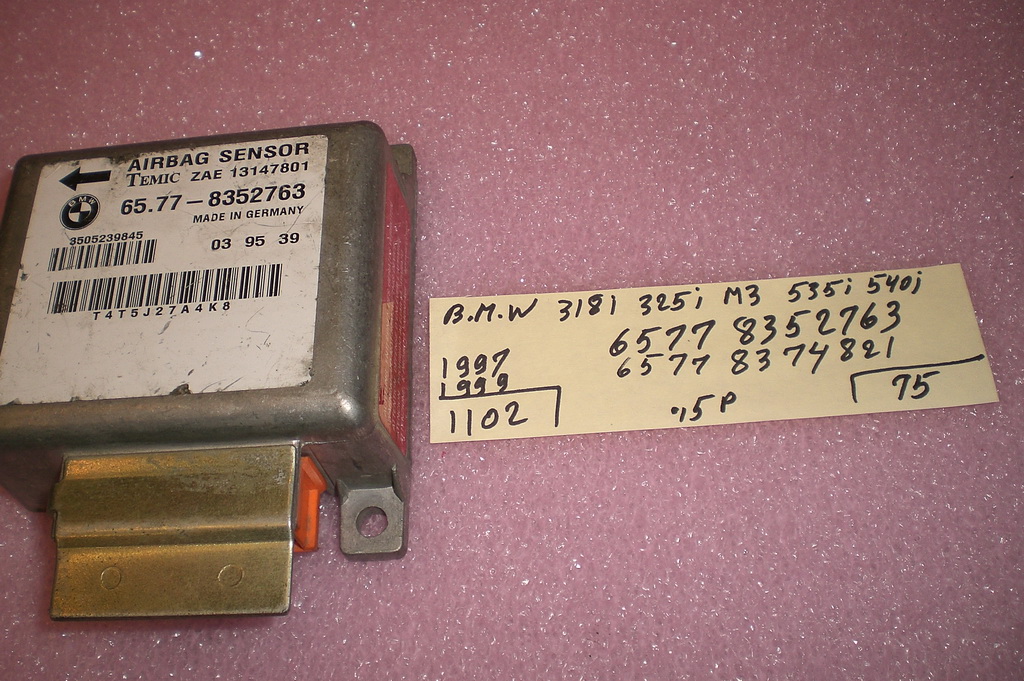 AIRBAG SENSOR
TEMIC ZAE 13147801
BMW
65.77-8352763
MADE IN GERMANY
3505239845
03 95 39
T4T5J27A4K8
B.M.W 318i 325i M3 535i 540i
6577 8352763
6577 8374821
1997
1999
1102
75